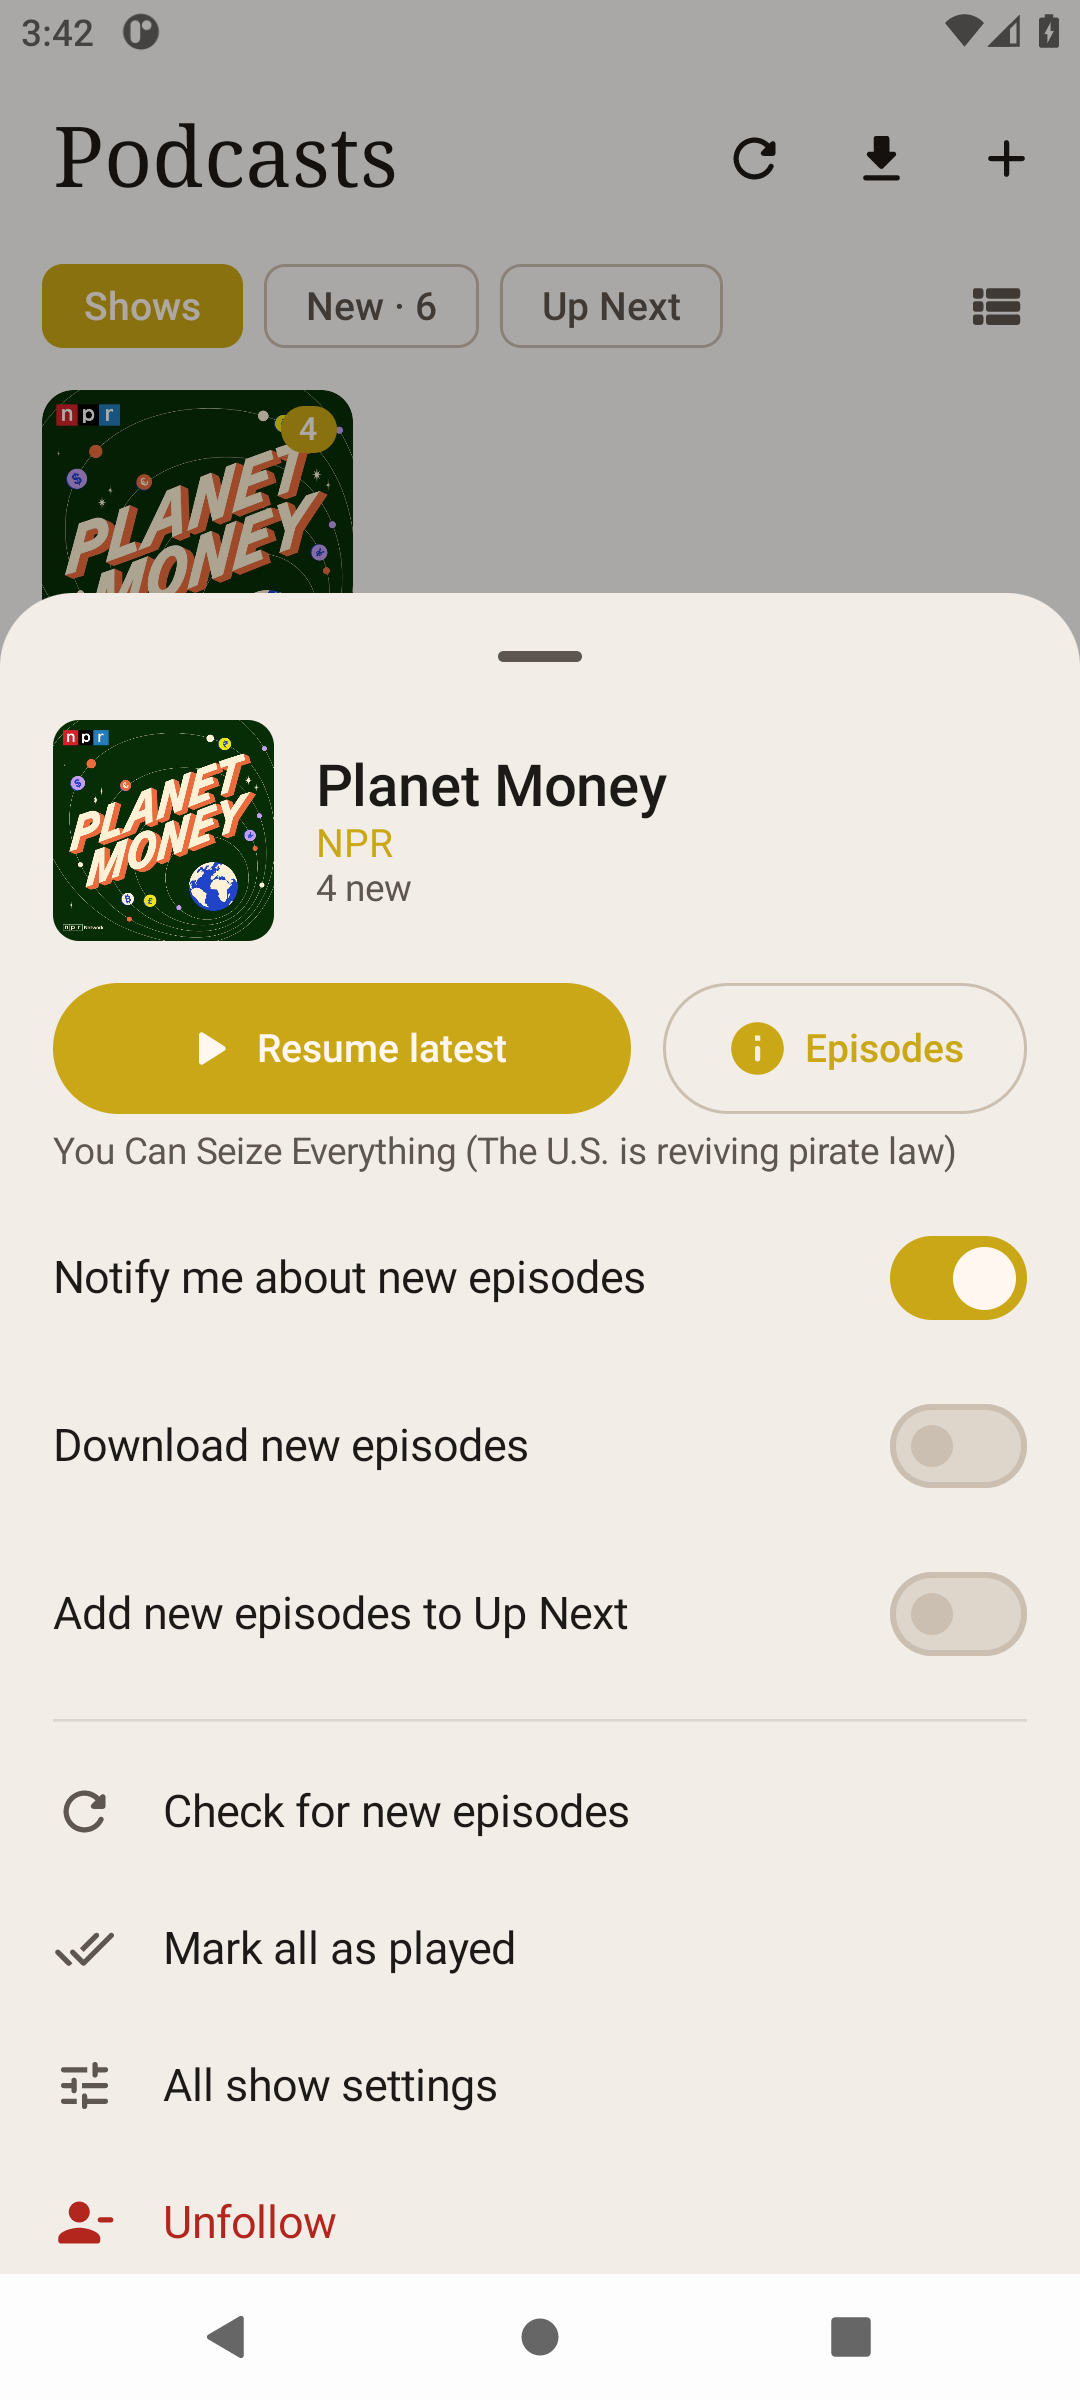 3:42
Podcasts
Shows
New · 6
Up Next
npr
4
PLANET
MONEY
npr
PLANET
MONEY
Planet Money
NPR
4 new
Resume latest
Episodes
You Can Seize Everything (The U.S. is reviving pirate law)
Notify me about new episodes
Download new episodes
Add new episodes to Up Next
Check for new episodes
Mark all as played
All show settings
Unfollow